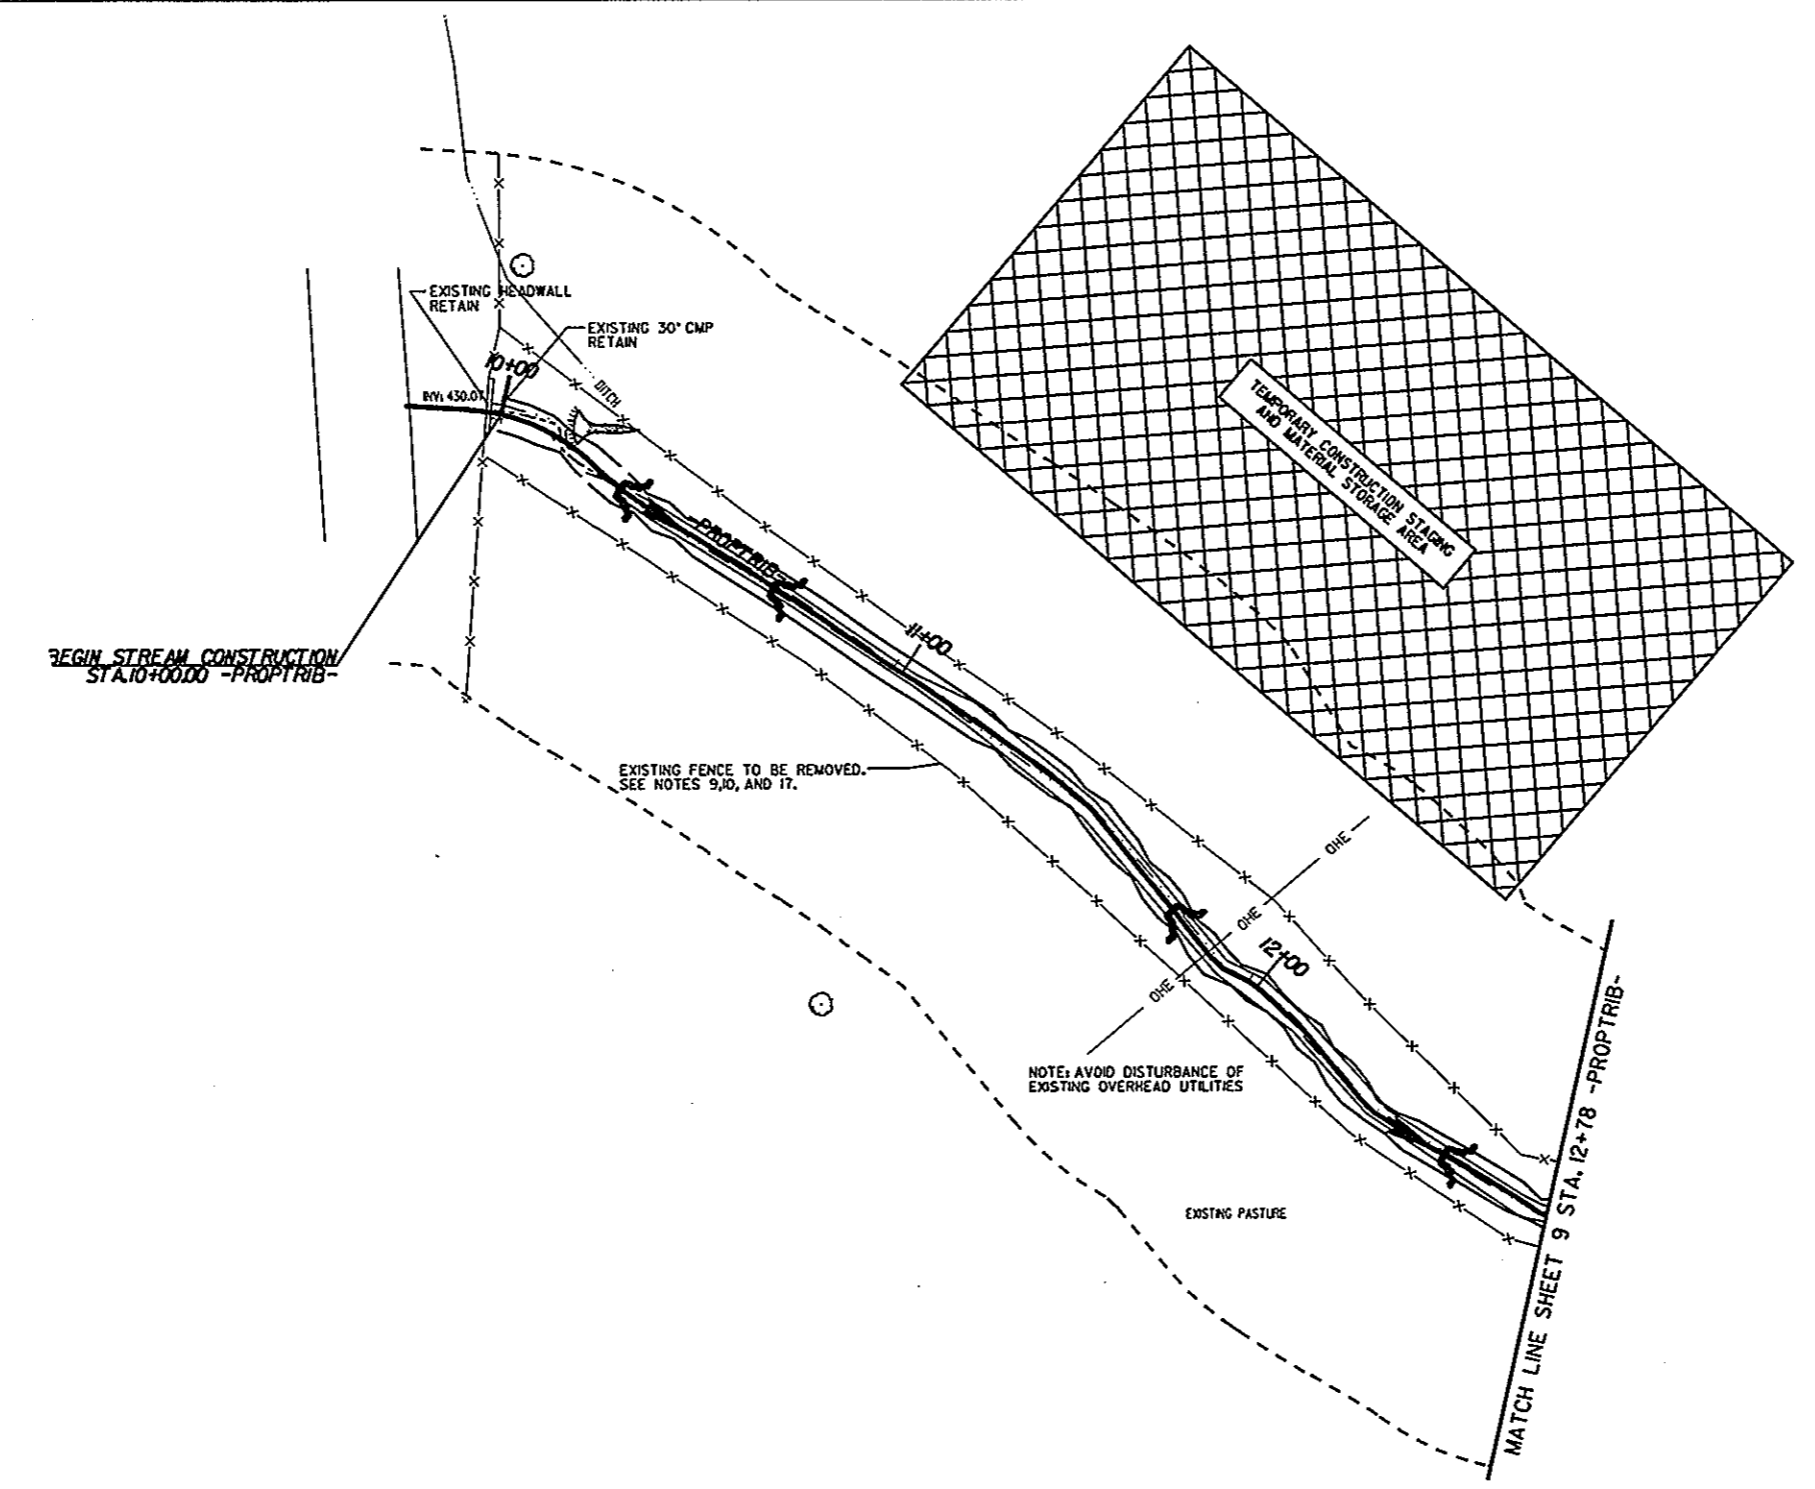 EXISTING HEADWALL
RETAIN
EXISTING 30" CMP
RETAIN
10+00
INV: 430.07
DITCH
TEMPORARY CONSTRUCTION STAGING
AND MATERIAL STORAGE AREA
-PROPTRIB-
11+00
BEGIN STREAM CONSTRUCTION
STA.10+00.00 -PROPTRIB-
EXISTING FENCE TO BE REMOVED.
SEE NOTES 9,10, AND 17.
OHE
OHE
12+00
OHE
NOTE: AVOID DISTURBANCE OF
EXISTING OVERHEAD UTILITIES
EXISTING PASTURE
MATCH LINE SHEET 9 STA. 12+78 -PROPTRIB-